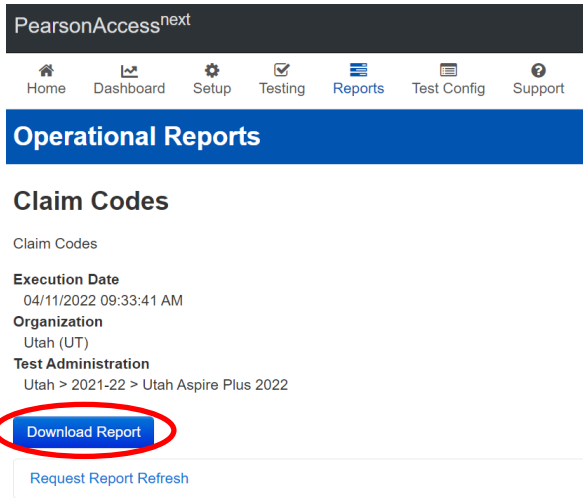 PearsonAccessnext
Home Dashboard Setup Testing Reports Test Config Support
Operational Reports
Claim Codes
Claim Codes
Execution Date
04/11/2022 09:33:41 AM
Organization
Utah (UT)
Test Administration
Utah > 2021-22 > Utah Aspire Plus 2022
Download Report
Request Report Refresh